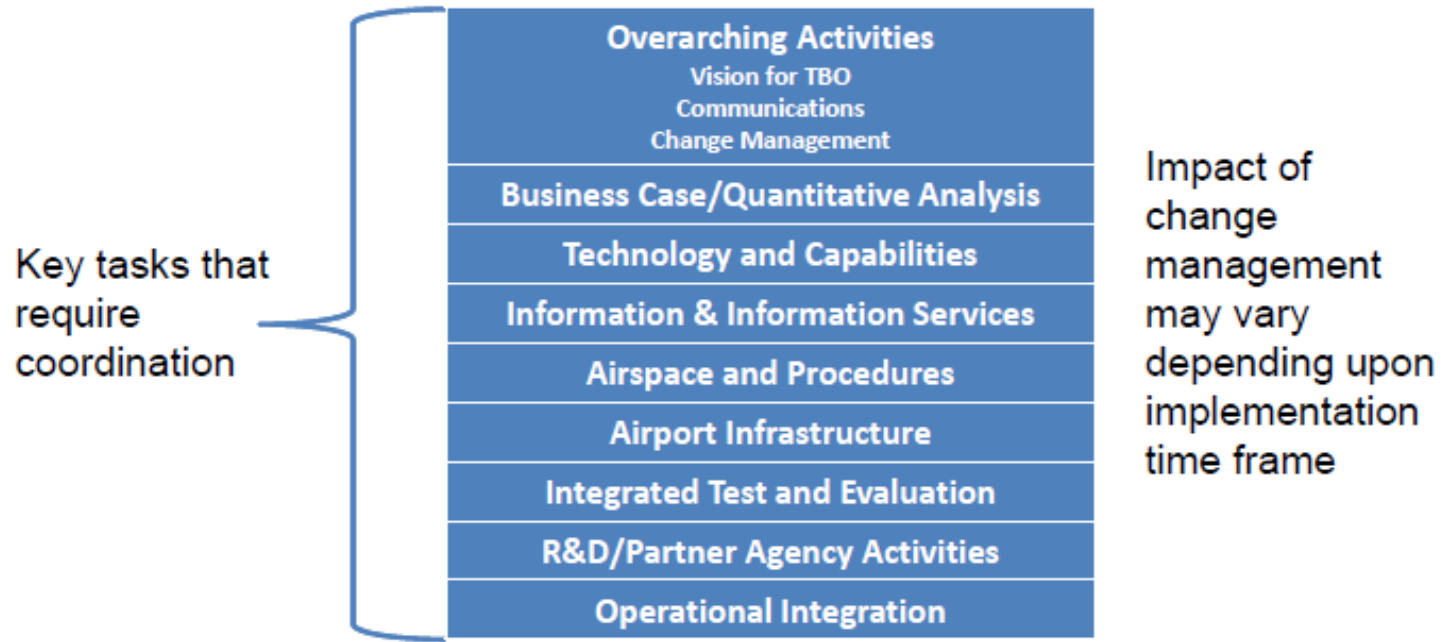 Key tasks that
require
coordination
Overarching Activities
Vision for TBO
Communications
Change Management
Business Case/Quantitative Analysis
Technology and Capabilities
Information & Information Services
Airspace and Procedures
Airport Infrastructure
Integrated Test and Evaluation
R&D/Partner Agency Activities
Operational Integration
Impact of
change
management
may vary
depending upon
implementation
time frame